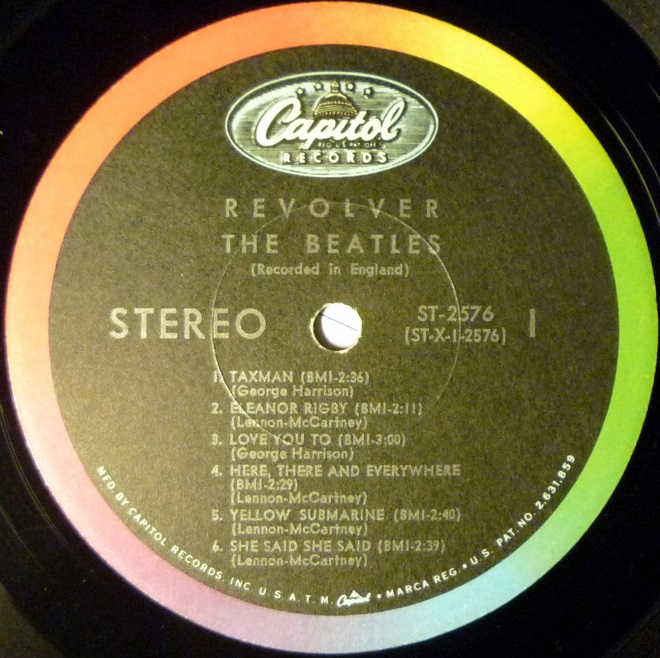 Capitol
REG. U.S. PAT. OFF.
RECORDS
REVOLVER
THE BEATLES
(Recorded in England)
STEREO
ST-2576
(ST-X-1-2576)
1
1. TAXMAN (BMI-2:36)
(George Harrison)
2. ELEANOR RIGBY (BMI-2:11)
(Lennon-McCartney)
3. LOVE YOU TO (BMI-3:00)
(George Harrison)
4. HERE, THERE AND EVERYWHERE
(BMI-2:29)
(Lennon-McCartney)
5. YELLOW SUBMARINE (BMI-2:40)
(Lennon-McCartney)
6. SHE SAID SHE SAID (BMI-2:39)
(Lennon-McCartney)
MFD BY CAPITOL RECORDS, INC U.S.A. T.M. Capitol • MARCA REG. • U.S. PAT. NO. 2,631,859